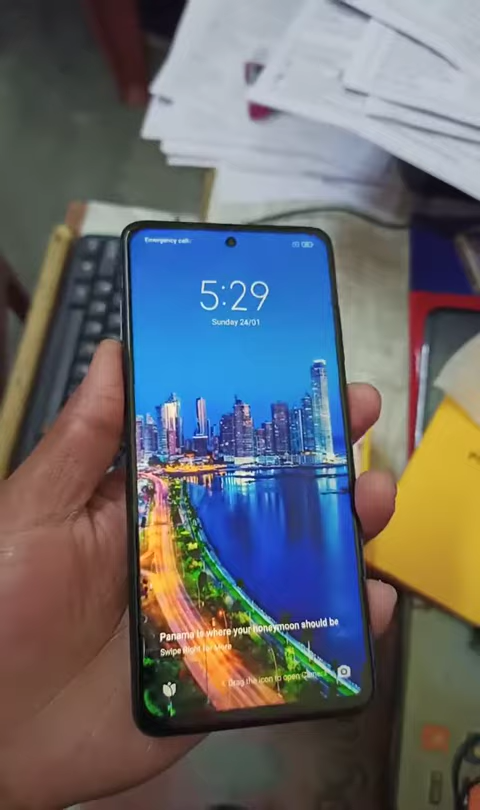 Emergency calls
5:29
Sunday 24/01
Panama is where your honeymoon should be
Swipe Right for More
Drag the icon to open Camera